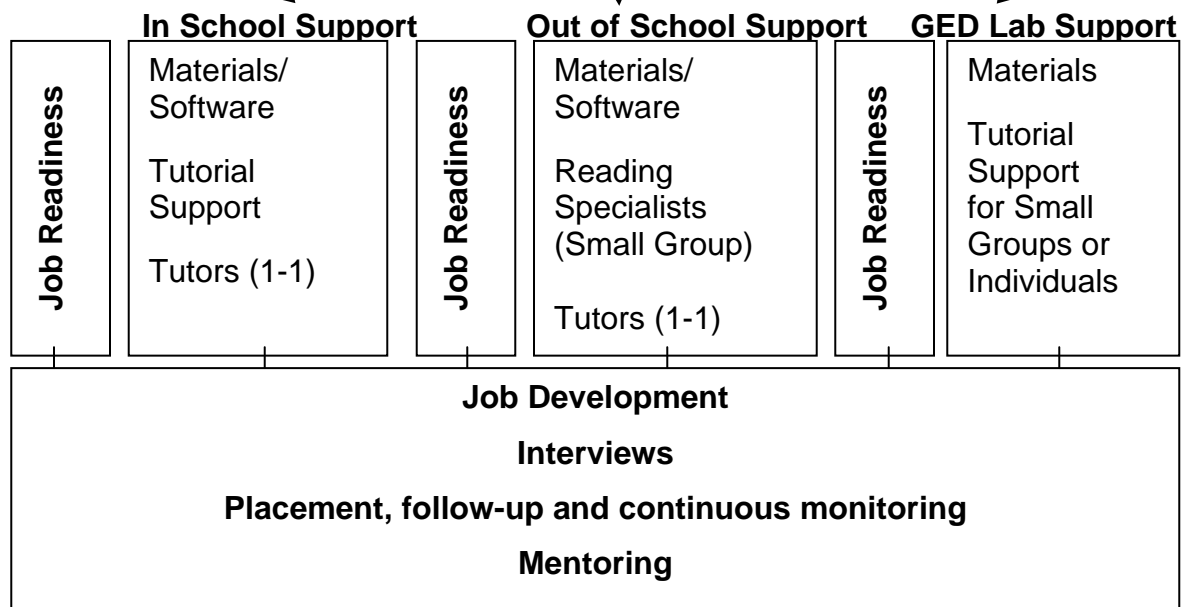 In School Support
Out of School Support
GED Lab Support
Job Readiness
Materials/
Software
Tutorial
Support
Tutors (1-1)
Job Readiness
Materials/
Software
Reading
Specialists
(Small Group)
Tutors (1-1)
Job Readiness
Materials
Tutorial
Support
for Small
Groups or
Individuals
Job Development
Interviews
Placement, follow-up and continuous monitoring
Mentoring